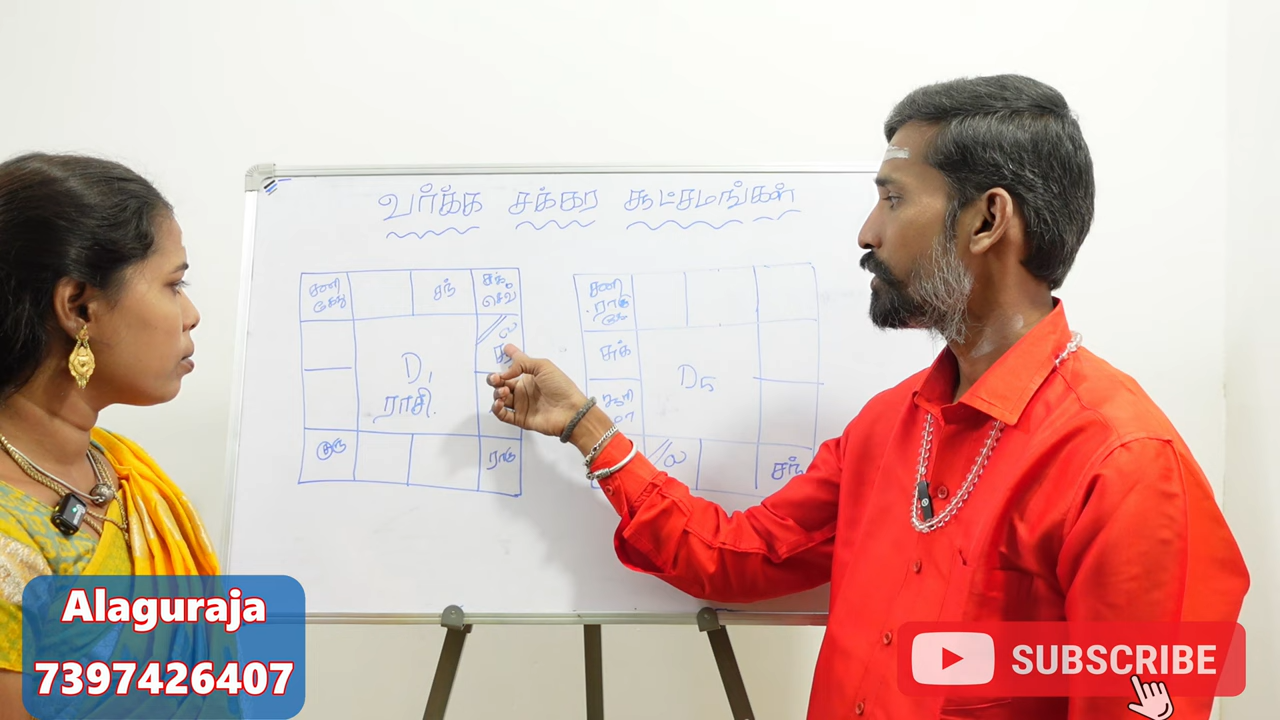 வர்க்க சக்கர சூட்சமங்கள்
சனி
கேது
சந்
சுக்
செவ்
ல
D1
ராசி
குரு
ராகு
சனி
ராகு
சுக்
D5
ல
சந்
Alaguraja
7397426407
SUBSCRIBE